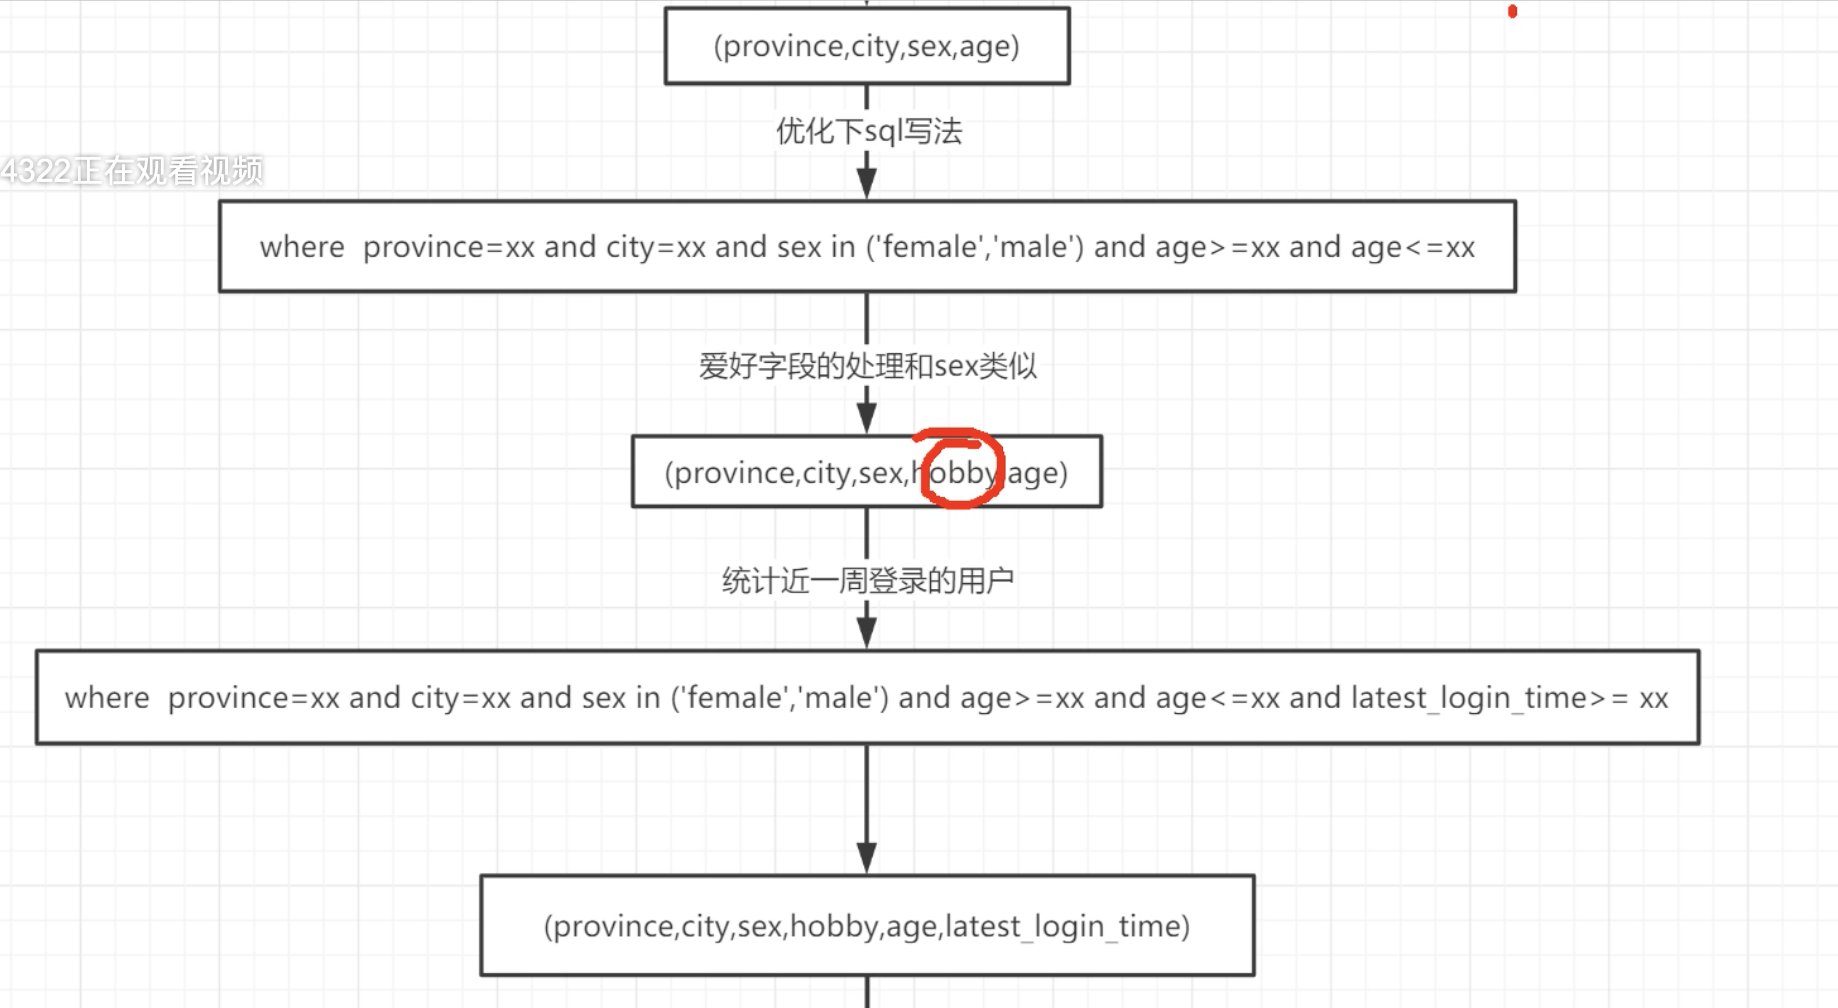 (province,city,sex,age)
优化下sql写法
4322正在观看视频
where  province=xx and city=xx and sex in ('female','male') and age>=xx and age<=xx
爱好字段的处理和sex类似
(province,city,sex,hobby,age)
统计近一周登录的用户
where  province=xx and city=xx and sex in ('female','male') and age>=xx and age<=xx and latest_login_time>= xx
(province,city,sex,hobby,age,latest_login_time)